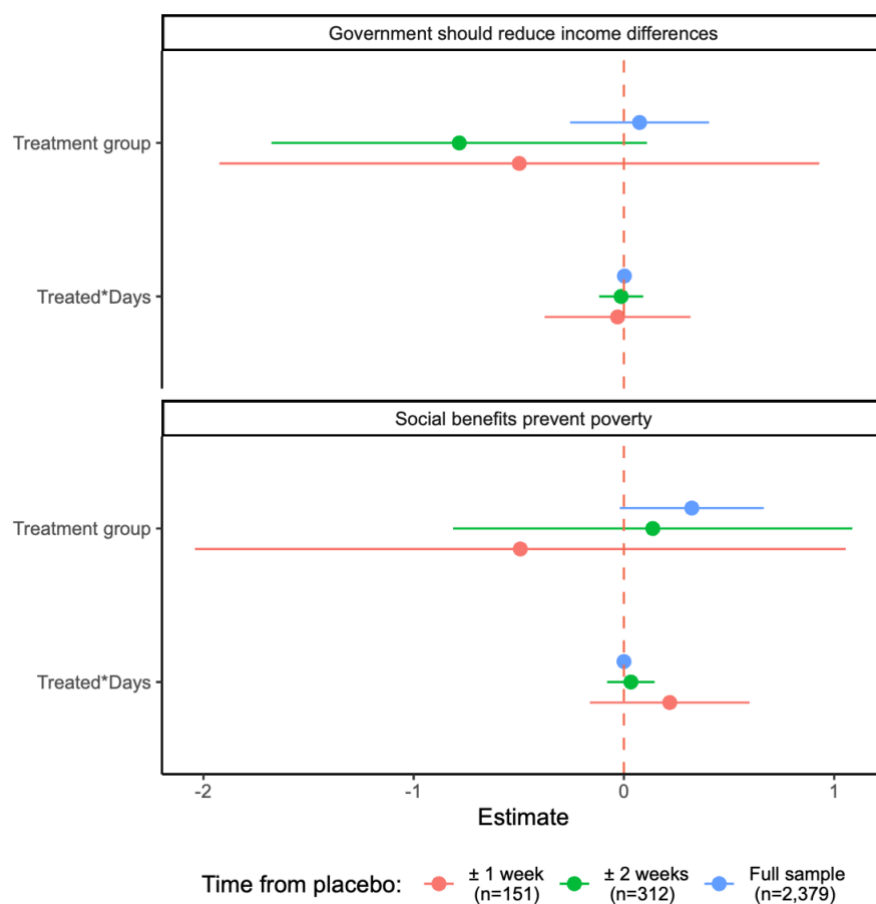 Government should reduce income differences
Treatment group
Treated*Days
Social benefits prevent poverty
Treatment group
Treated*Days
-2 -1 0 1
Estimate
Time from placebo: ± 1 week (n=151) ± 2 weeks (n=312) Full sample (n=2,379)